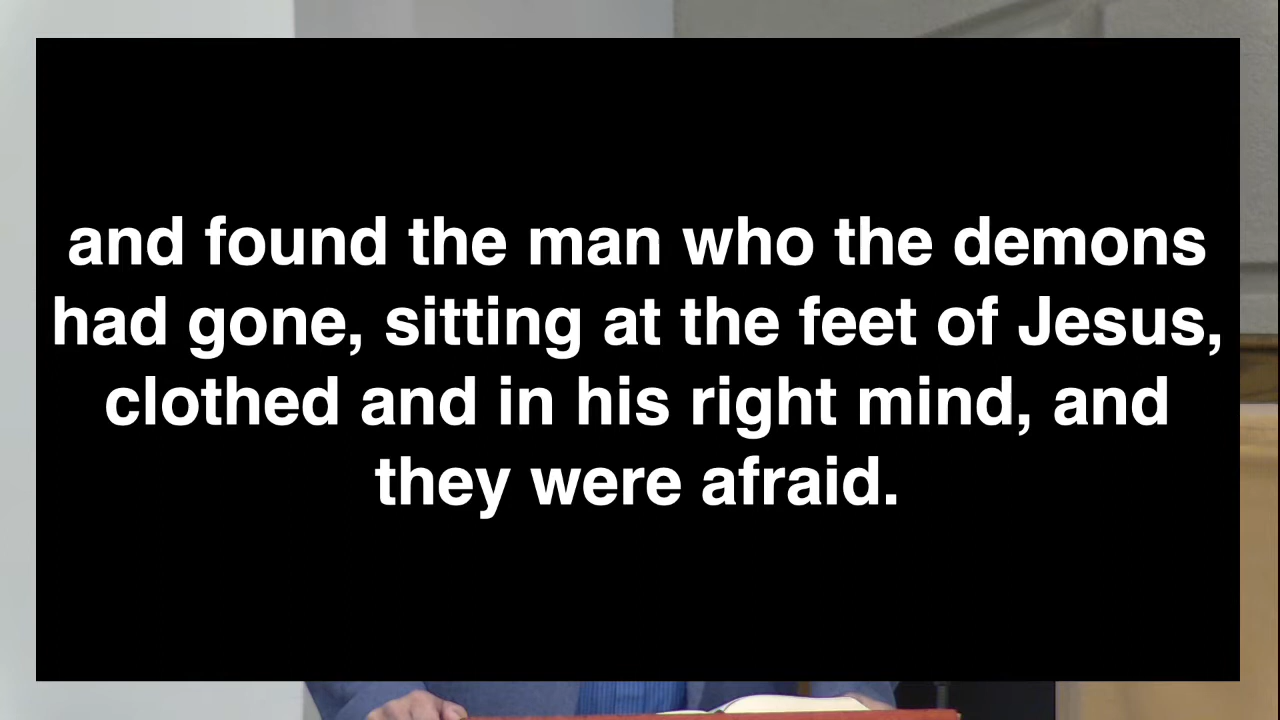 and found the man who the demons
had gone, sitting at the feet of Jesus,
clothed and in his right mind, and
they were afraid.